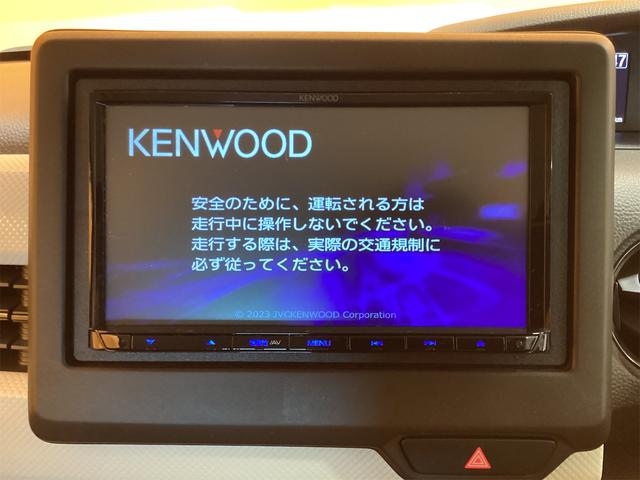 KENWOOD
KENWOOD
安全のために、運転される方は
走行中に操作しないでください。
走行する際は、実際の交通規制に
必ず従ってください。
© 2023 JVCKENWOOD Corporation
NAVI/AV MENU